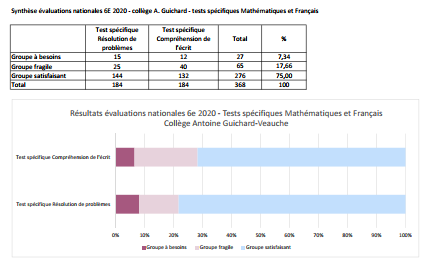 Synthèse évaluations nationales 6E 2020 - collège A. Guichard - tests spécifiques Mathématiques et Français
Test spécifique Résolution de problèmes Test spécifique Compréhension de l'écrit Total %
Groupe à besoins 15 12 27 7,34
Groupe fragile 25 40 65 17,66
Groupe satisfaisant 144 132 276 75,00
Total 184 184 368 100
Résultats évaluations nationales 6e 2020 - Tests spécifiques Mathématiques et Français
Collège Antoine Guichard-Veauche
Test spécifique Compréhension de l'écrit
Test spécifique Résolution de problèmes
0% 10% 20% 30% 40% 50% 60% 70% 80% 90% 100%
Groupe à besoins Groupe fragile Groupe satisfaisant